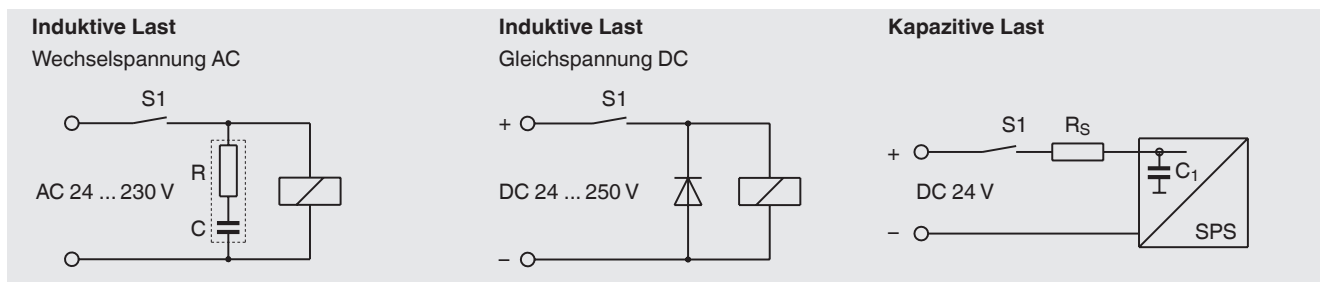 Induktive Last
Wechselspannung AC
S1
AC 24 ... 230 V
R
C
Induktive Last
Gleichspannung DC
S1
+
DC 24 ... 250 V
–
Kapazitive Last
S1
RS
+
DC 24 V
C1
–
SPS